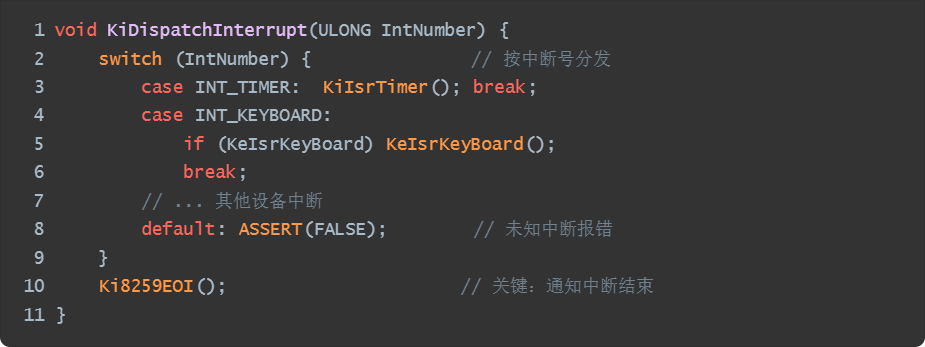 1 void KiDispatchInterrupt(ULONG IntNumber) {
2     switch (IntNumber) {               // 按中断号分发
3         case INT_TIMER:  KiIsrTimer(); break;
4         case INT_KEYBOARD:
5             if (KeIsrKeyBoard) KeIsrKeyBoard();
6             break;
7         // ... 其他设备中断
8         default: ASSERT(FALSE);        // 未知中断报错
9     }
10     Ki8259EOI();                      // 关键：通知中断结束
11 }